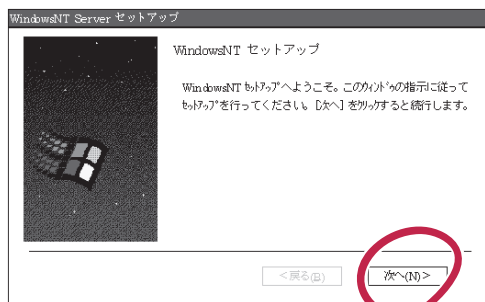 WindowsNT Server セットアップ
WindowsNT セットアップ
WindowsNT ｾｯﾄｱｯﾌﾟへようこそ。このｳｨﾝﾄﾞｳの指示に従って
ｾｯﾄｱｯﾌﾟを行ってください。[次へ] をｸﾘｯｸすると続行します。
<戻る(B)
次へ(N)>